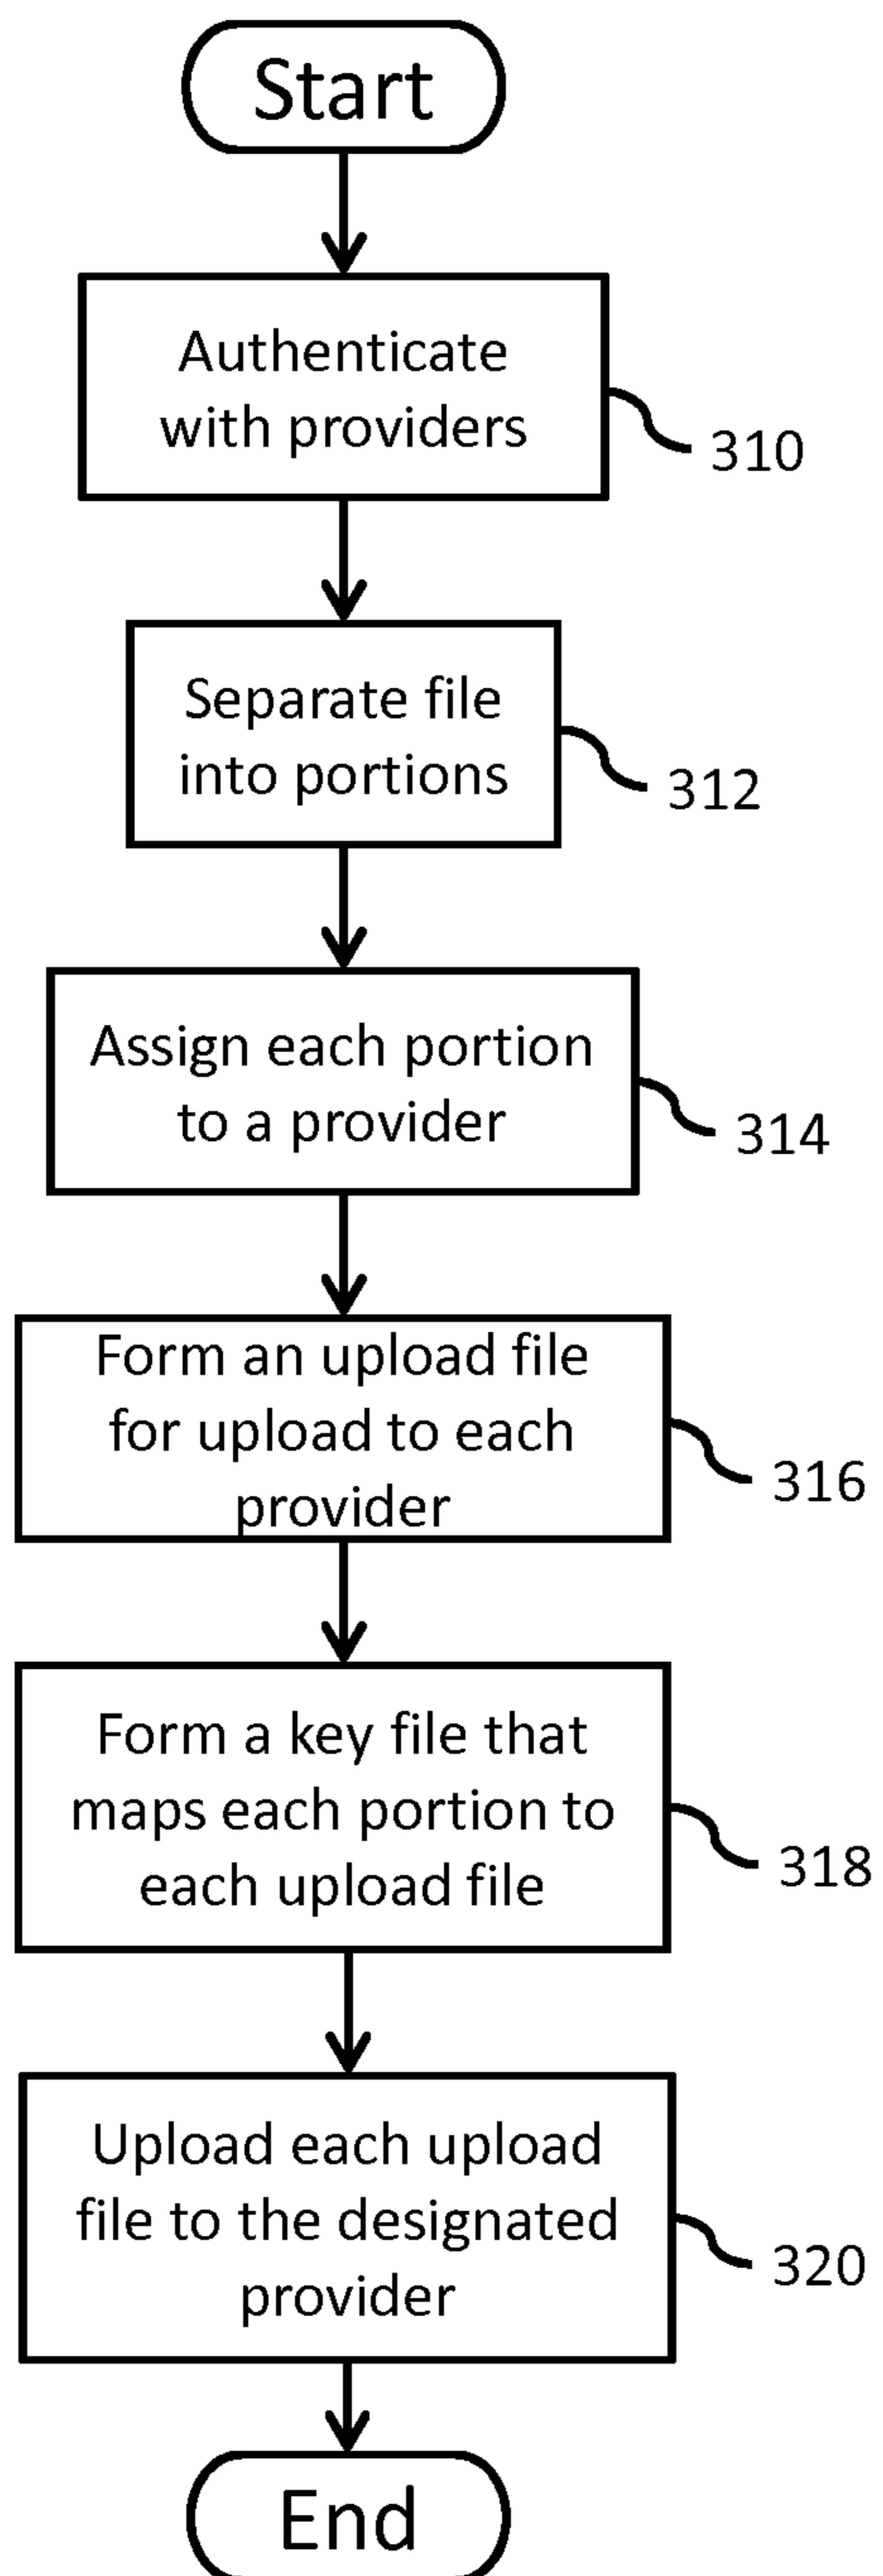 Start
Authenticate
with providers
310
Separate file
into portions
312
Assign each portion
to a provider
314
Form an upload file
for upload to each
provider
316
Form a key file that
maps each portion to
each upload file
318
Upload each upload
file to the designated
provider
320
End